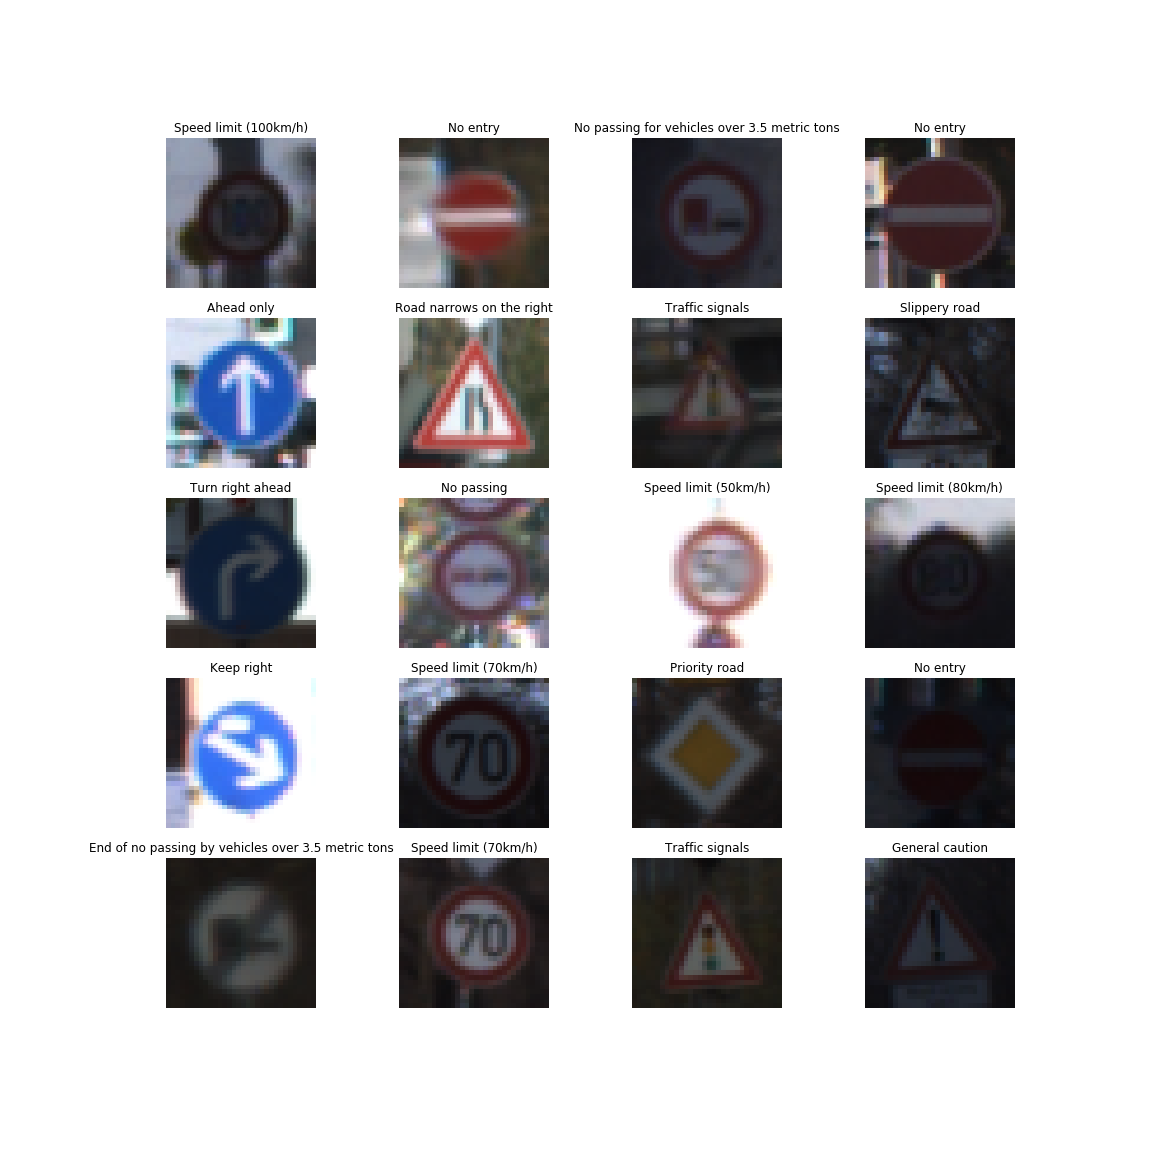 Speed limit (100km/h)
No entry
No passing for vehicles over 3.5 metric tons
No entry
Ahead only
Road narrows on the right
Traffic signals
Slippery road
Turn right ahead
No passing
Speed limit (50km/h)
Speed limit (80km/h)
50
80
Keep right
Speed limit (70km/h)
Priority road
No entry
70
End of no passing by vehicles over 3.5 metric tons
Speed limit (70km/h)
Traffic signals
General caution
70